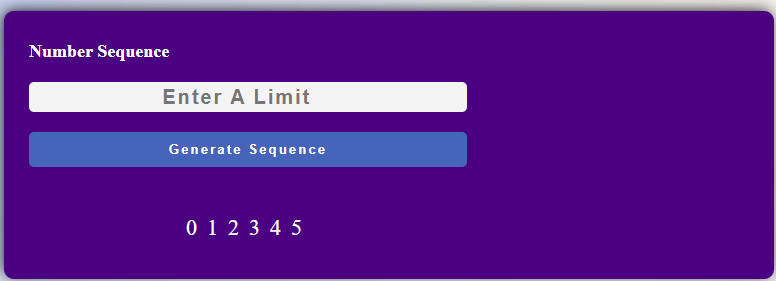 Number Sequence
Enter A Limit
Generate Sequence
0 1 2 3 4 5